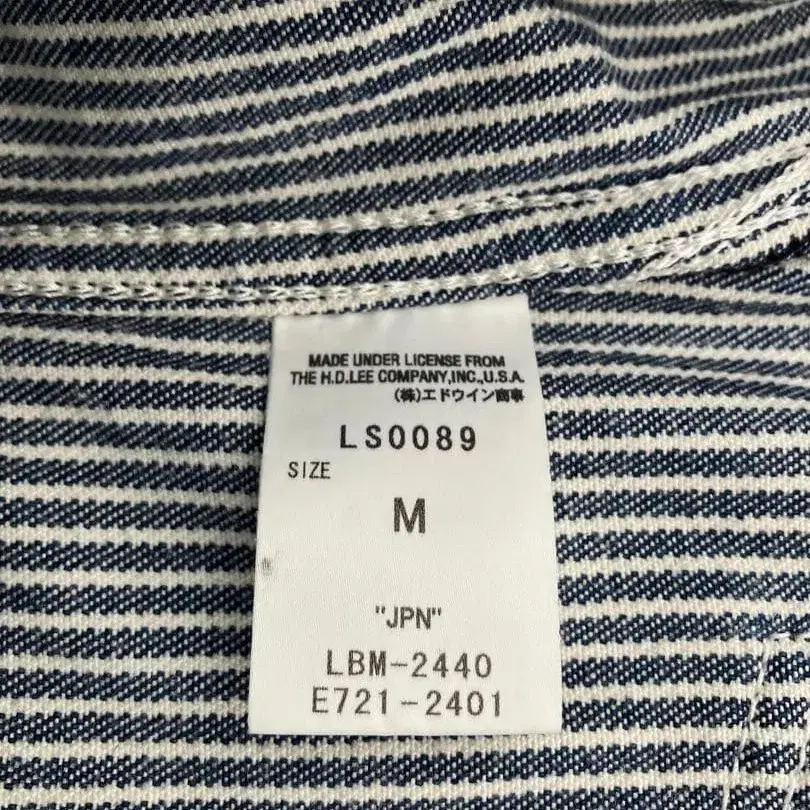 MADE UNDER LICENSE FROM
THE H.D.LEE COMPANY,INC.,U.S.A.
(株)エドウイン商事
LS0089
SIZE
M
"JPN"
LBM-2440
E721-2401